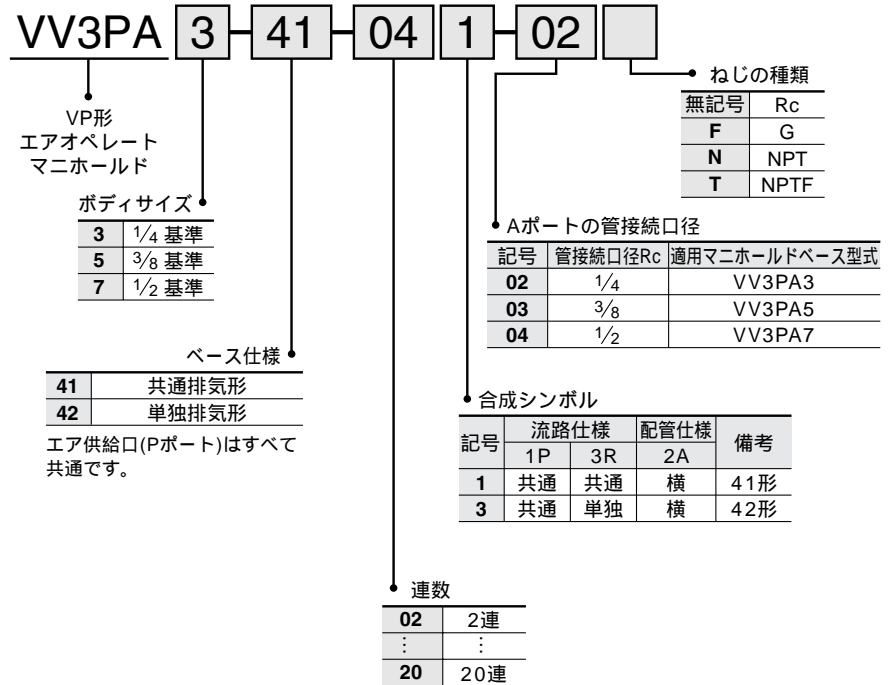 VV3PA 3 - 41 - 04 1 - 02
VP形
エアオペレート
マニホールド
ねじの種類
無記号 Rc
F G
N NPT
T NPTF
ボディサイズ
3 1/4 基準
5 3/8 基準
7 1/2 基準
Aポートの管接続口径
記号 管接続口径Rc 適用マニホールドベース型式
02 1/4 VV3PA3
03 3/8 VV3PA5
04 1/2 VV3PA7
ベース仕様
41 共通排気形
42 単独排気形
エア供給口(Pポート)はすべて
共通です。
合成シンボル
記号 流路仕様 配管仕様 備考
1P 3R 2A
1 共通 共通 横 41形
3 共通 単独 横 42形
連数
02 2連
⋮ ⋮
20 20連